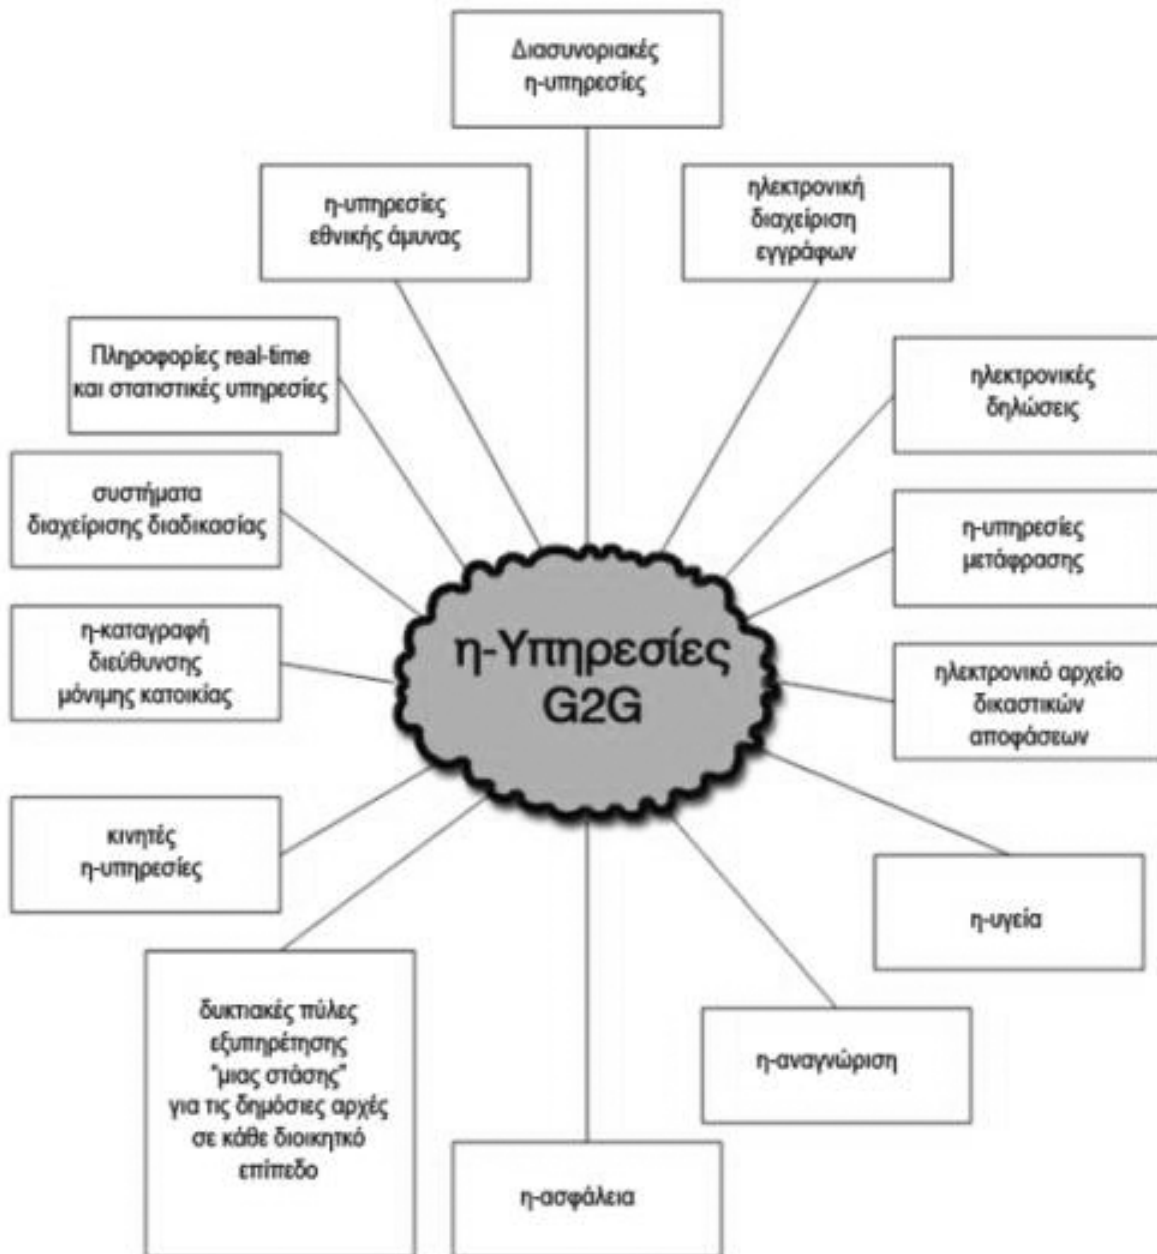 Διασυνοριακές
η-υπηρεσίες
η-υπηρεσίες
εθνικής άμυνας
ηλεκτρονική
διαχείριση
εγγράφων
Πληροφορίες real-time
και στατιστικές υπηρεσίες
ηλεκτρονικές
δηλώσεις
συστήματα
διαχείρισης διαδικασίας
η-υπηρεσίες
μετάφρασης
η-καταγραφή
διεύθυνσης
μόνιμης κατοικίας
η-Υπηρεσίες
G2G
ηλεκτρονικό αρχείο
δικαστικών
αποφάσεων
κινητές
η-υπηρεσίες
η-υγεία
δυκτιακές πύλες
εξυπηρέτησης
"μιας στάσης"
για τις δημόσιες αρχές
σε κάθε διοικητκό
επίπεδο
η-αναγνώριση
η-ασφάλεια